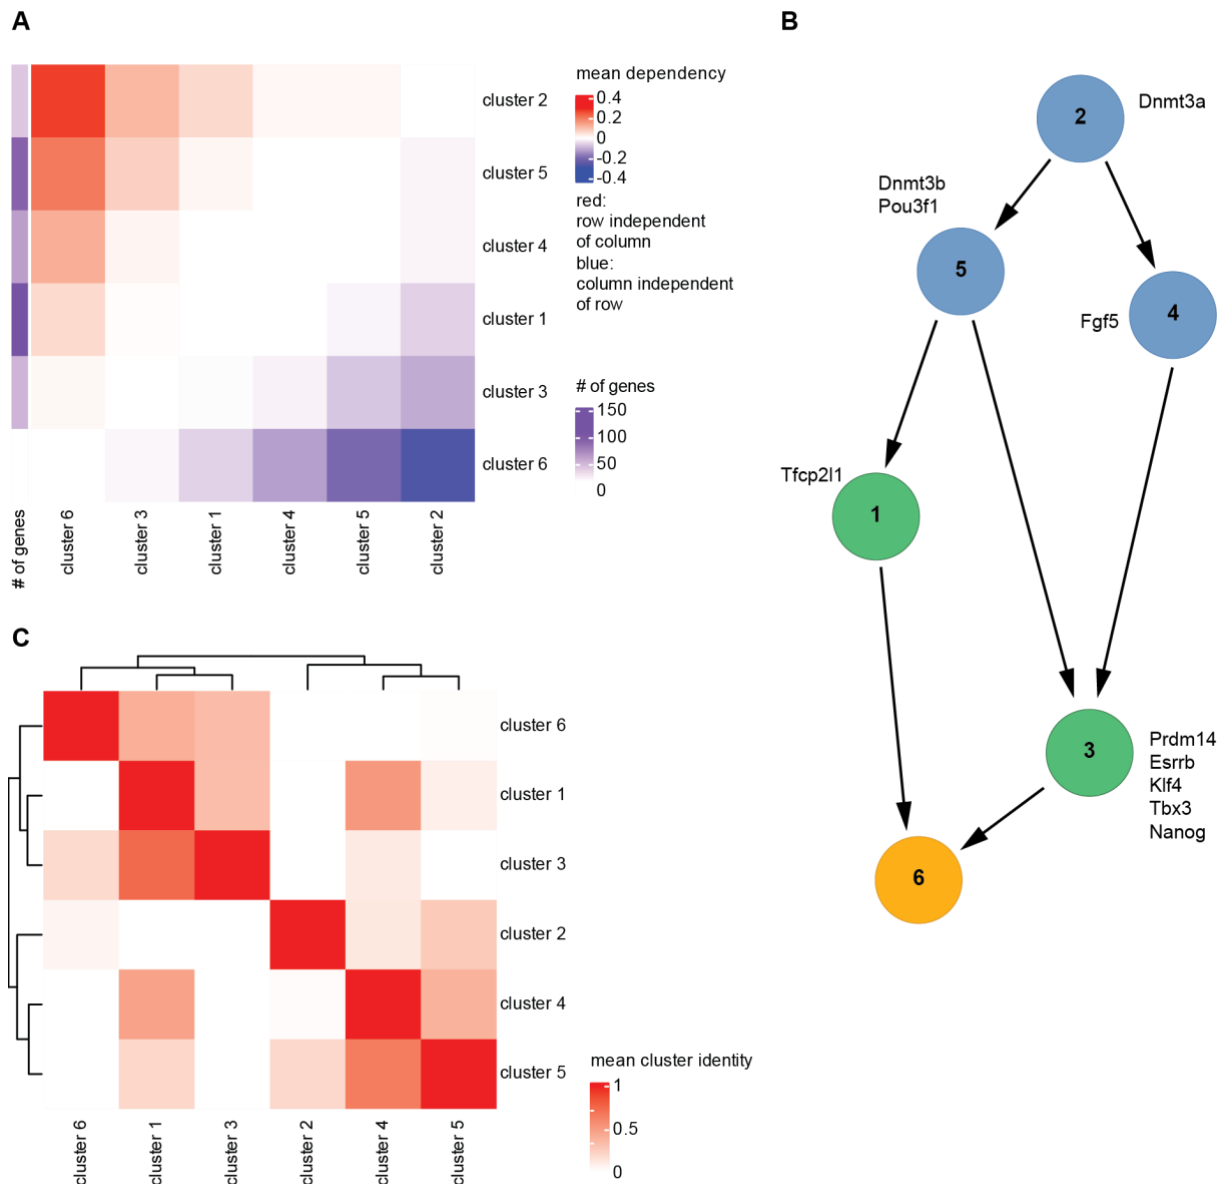 A
cluster 2
cluster 5
cluster 4
cluster 1
cluster 3
cluster 6
# of genes
cluster 6
cluster 3
cluster 1
cluster 4
cluster 5
cluster 2
mean dependency
0.4
0.2
0
-0.2
-0.4
red:
row independent
of column
blue:
column independent
of row
# of genes
150
100
50
0
B
2
Dnmt3a
Dnmt3b
Pou3f1
5
4
Fgf5
Tfcp2l1
1
3
Prdm14
Esrrb
Klf4
Tbx3
Nanog
6
C
cluster 6
cluster 1
cluster 3
cluster 2
cluster 4
cluster 5
cluster 6
cluster 1
cluster 3
cluster 2
cluster 4
cluster 5
mean cluster identity
1
0.5
0